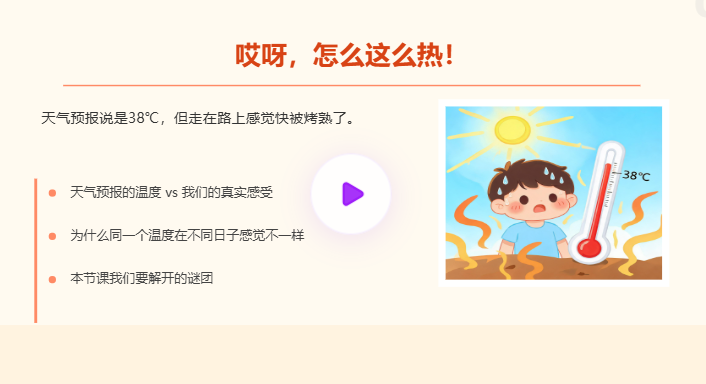 哎呀，怎么这么热！
天气预报说是38℃，但走在路上感觉快被烤熟了。
天气预报的温度 vs 我们的真实感受
为什么同一个温度在不同日子感觉不一样
本节课我们要解开的谜团
38℃